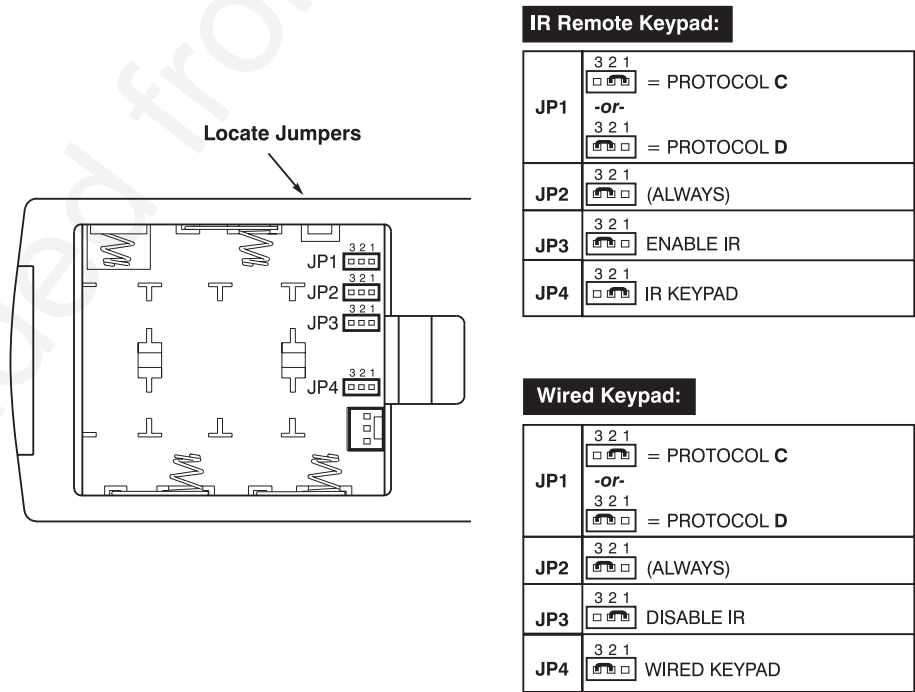 IR Remote Keypad:
JP1
3 2 1
= PROTOCOL C
-or-
3 2 1
= PROTOCOL D
JP2
3 2 1
(ALWAYS)
JP3
3 2 1
ENABLE IR
JP4
3 2 1
IR KEYPAD
Locate Jumpers
3 2 1
JP1
3 2 1
JP2
3 2 1
JP3
3 2 1
JP4
Wired Keypad:
JP1
3 2 1
= PROTOCOL C
-or-
3 2 1
= PROTOCOL D
JP2
3 2 1
(ALWAYS)
JP3
3 2 1
DISABLE IR
JP4
3 2 1
WIRED KEYPAD